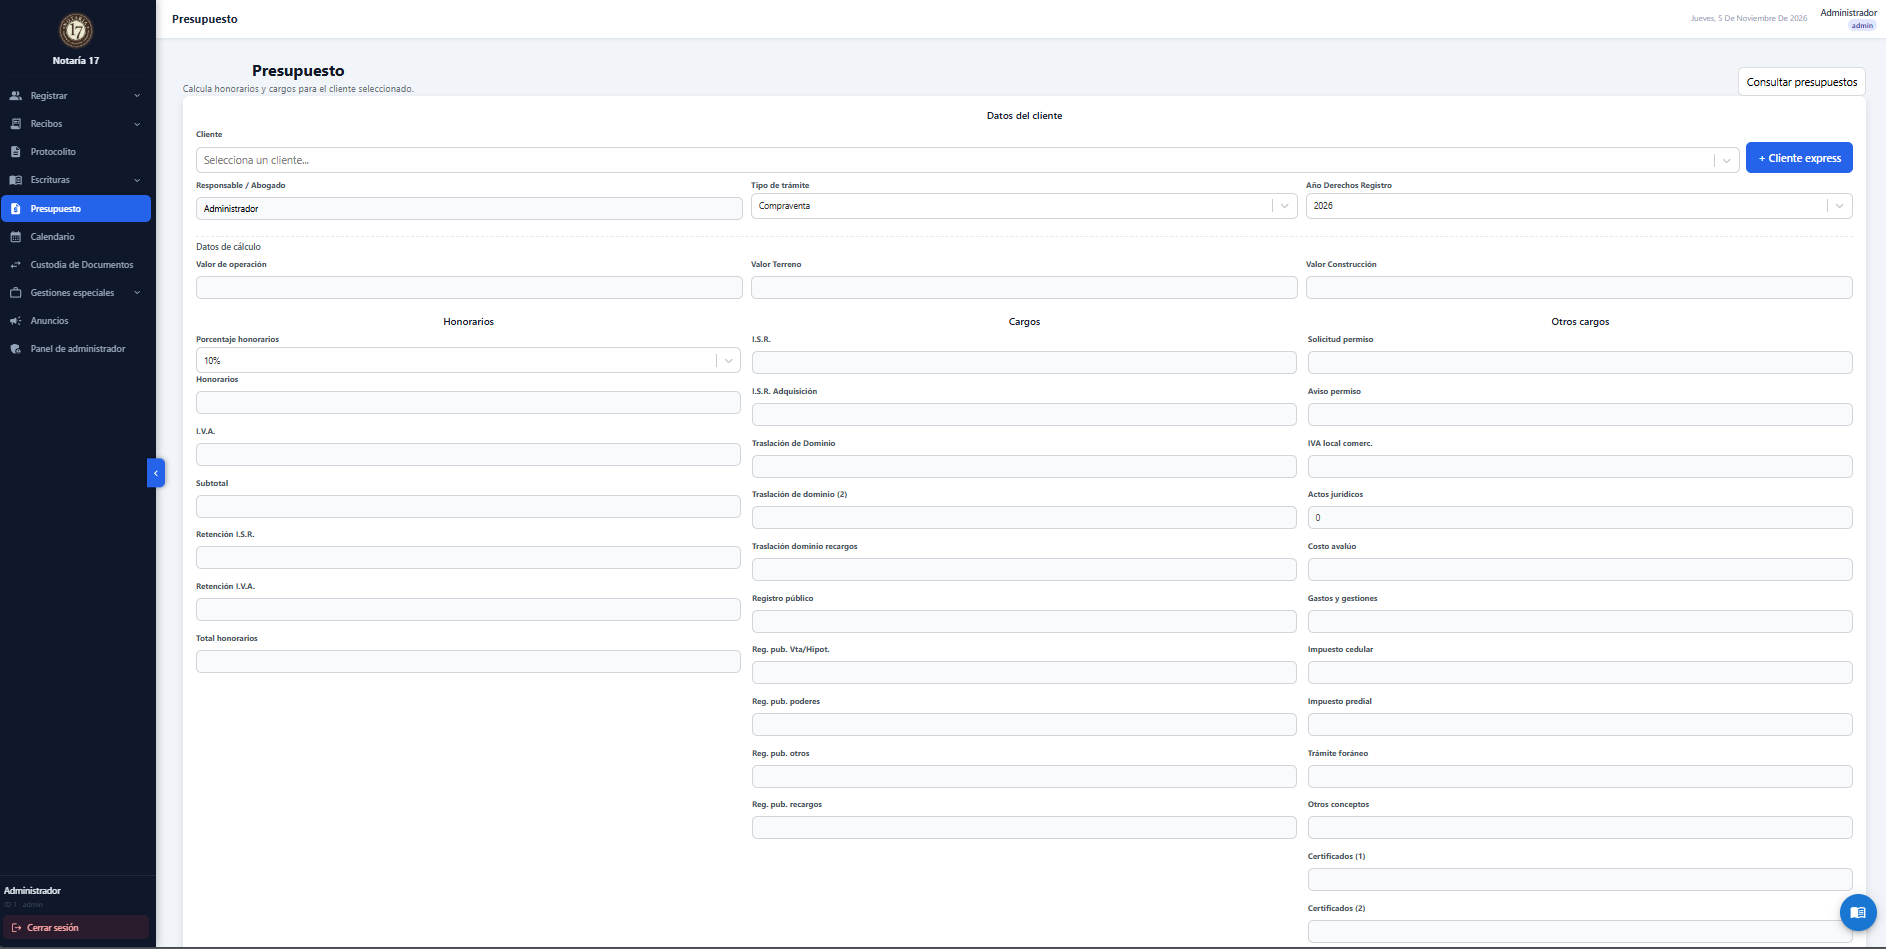 17
Notaría 17
Registrar
Recibos
Protocolito
Escrituras
Presupuesto
Calendario
Custodia de Documentos
Gestiones especiales
Anuncios
Panel de administrador
Administrador
ID 1 · admin
Cerrar sesión
Presupuesto
Jueves, 5 De Noviembre De 2026
Administrador
admin
Presupuesto
Calcula honorarios y cargos para el cliente seleccionado.
Consultar presupuestos
Datos del cliente
Cliente
Selecciona un cliente...
+ Cliente express
Responsable / Abogado
Administrador
Tipo de trámite
Compraventa
Año Derechos Registro
2026
Datos de cálculo
Valor de operación
Valor Terreno
Valor Construcción
Honorarios
Porcentaje honorarios
10%
Honorarios
I.V.A.
Subtotal
Retención I.S.R.
Retención I.V.A.
Total honorarios
Cargos
I.S.R.
I.S.R. Adquisición
Traslación de Dominio
Traslación de dominio (2)
Traslación dominio recargos
Registro público
Reg. pub. Vta/Hipot.
Reg. pub. poderes
Reg. pub. otros
Reg. pub. recargos
Otros cargos
Solicitud permiso
Aviso permiso
IVA local comerc.
Actos jurídicos
0
Costo avalúo
Gastos y gestiones
Impuesto cedular
Impuesto predial
Trámite foráneo
Otros conceptos
Certificados (1)
Certificados (2)